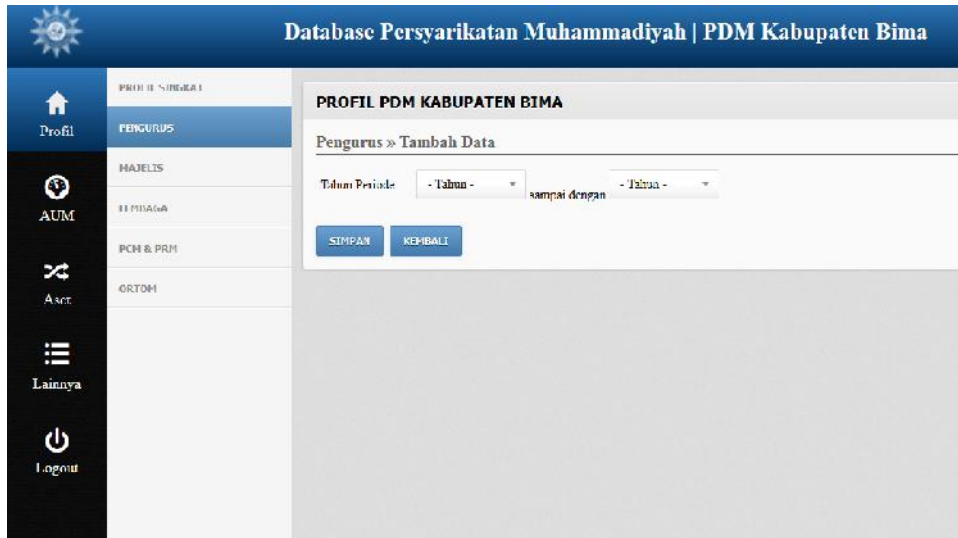 Database Persyarikatan Muhammadiyah | PDM Kabupaten Bima
Profil
AUM
Aset
Lainnya
Logout
PROFIL SINGKAT
PENGURUS
MAJELIS
LEMBAGA
PCM & PRM
ORTOM
PROFIL PDM KABUPATEN BIMA
Pengurus » Tambah Data
Tahun Periode - Tahun - sampai dengan - Tahun -
SIMPAN KEMBALI